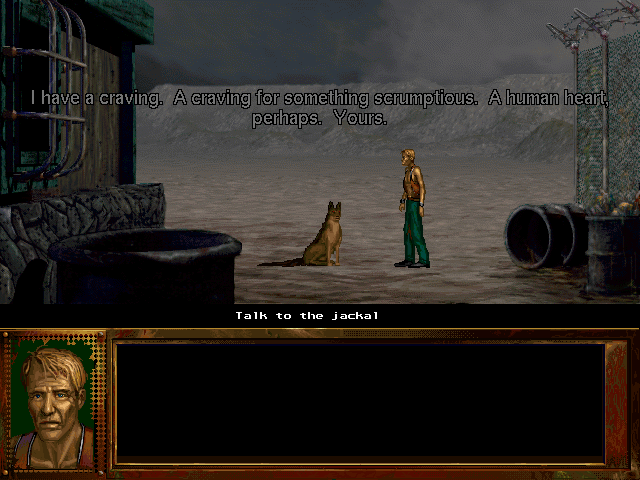 I have a craving.  A craving for something scrumptious.  A human heart,
perhaps.  Yours.
Talk to the jackal